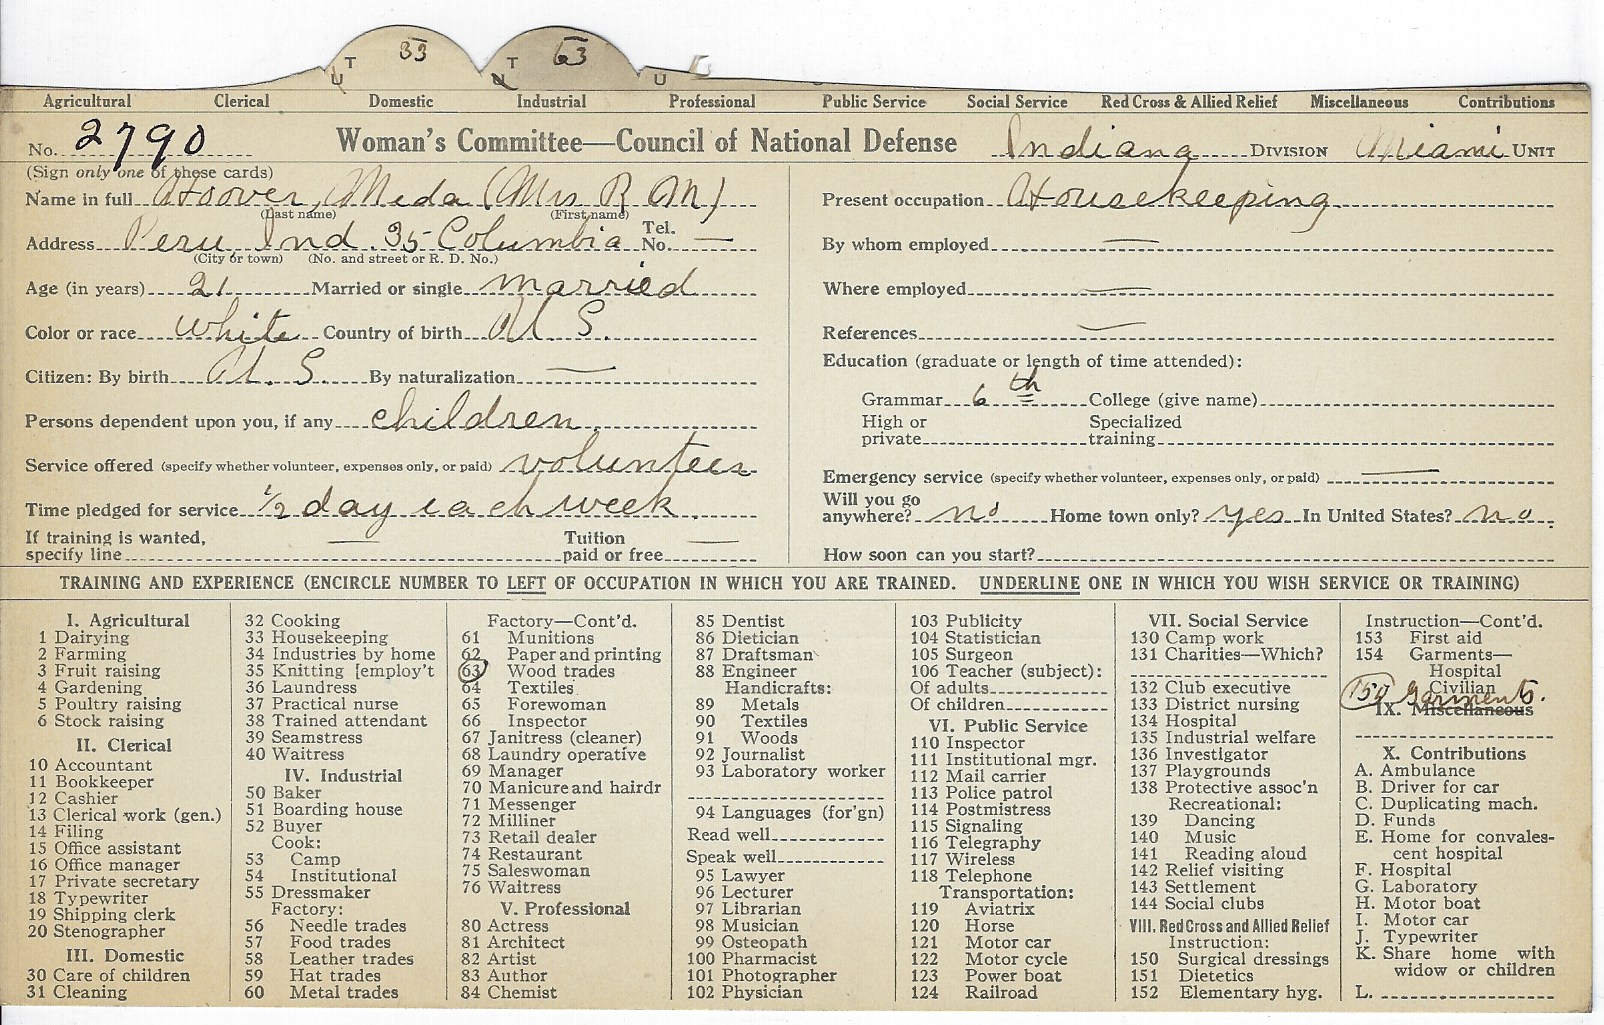 T 33 T 63
U N U
Agricultural Clerical Domestic Industrial Professional Public Service Social Service Red Cross & Allied Relief Miscellaneous Contributions
No. 2790 Woman's Committee—Council of National Defense Indiana DIVISION Miami UNIT
(Sign only one of these cards)
Name in full Hoover, Meda (Mrs R M)
(Last name) (First name)
Address Peru Ind. 35 Columbia Tel. No. —
(City or town) (No. and street or R. D. No.)
Age (in years) 21 Married or single married
Color or race white Country of birth U. S.
Citizen: By birth U. S. By naturalization —
Persons dependent upon you, if any children.
Service offered (specify whether volunteer, expenses only, or paid) volunteer
Time pledged for service 1/2 day each week.
If training is wanted, specify line — Tuition paid or free —
Present occupation Housekeeping
By whom employed —
Where employed —
References —
Education (graduate or length of time attended):
Grammar 6th College (give name)
High or private Specialized training
Emergency service (specify whether volunteer, expenses only, or paid) —
Will you go anywhere? no Home town only? yes In United States? no.
How soon can you start?
TRAINING AND EXPERIENCE (ENCIRCLE NUMBER TO LEFT OF OCCUPATION IN WHICH YOU ARE TRAINED. UNDERLINE ONE IN WHICH YOU WISH SERVICE OR TRAINING)
I. Agricultural
1 Dairying
2 Farming
3 Fruit raising
4 Gardening
5 Poultry raising
6 Stock raising
II. Clerical
10 Accountant
11 Bookkeeper
12 Cashier
13 Clerical work (gen.)
14 Filing
15 Office assistant
16 Office manager
17 Private secretary
18 Typewriter
19 Shipping clerk
20 Stenographer
III. Domestic
30 Care of children
31 Cleaning
32 Cooking
33 Housekeeping
34 Industries by home
35 Knitting [employ't
36 Laundress
37 Practical nurse
38 Trained attendant
39 Seamstress
40 Waitress
IV. Industrial
50 Baker
51 Boarding house
52 Buyer
Cook:
53 Camp
54 Institutional
55 Dressmaker
Factory:
56 Needle trades
57 Food trades
58 Leather trades
59 Hat trades
60 Metal trades
Factory—Cont'd.
61 Munitions
62 Paper and printing
63 Wood trades
64 Textiles
65 Forewoman
66 Inspector
67 Janitress (cleaner)
68 Laundry operative
69 Manager
70 Manicure and hairdr
71 Messenger
72 Milliner
73 Retail dealer
74 Restaurant
75 Saleswoman
76 Waitress
V. Professional
80 Actress
81 Architect
82 Artist
83 Author
84 Chemist
85 Dentist
86 Dietician
87 Draftsman
88 Engineer
Handicrafts:
89 Metals
90 Textiles
91 Woods
92 Journalist
93 Laboratory worker
94 Languages (for'gn)
Read well
Speak well
95 Lawyer
96 Lecturer
97 Librarian
98 Musician
99 Osteopath
100 Pharmacist
101 Photographer
102 Physician
103 Publicity
104 Statistician
105 Surgeon
106 Teacher (subject):
Of adults
Of children
VI. Public Service
110 Inspector
111 Institutional mgr.
112 Mail carrier
113 Police patrol
114 Postmistress
115 Signaling
116 Telegraphy
117 Wireless
118 Telephone
Transportation:
119 Aviatrix
120 Horse
121 Motor car
122 Motor cycle
123 Power boat
124 Railroad
VII. Social Service
130 Camp work
131 Charities—Which?
132 Club executive
133 District nursing
134 Hospital
135 Industrial welfare
136 Investigator
137 Playgrounds
138 Protective assoc'n
Recreational:
139 Dancing
140 Music
141 Reading aloud
142 Relief visiting
143 Settlement
144 Social clubs
VIII. Red Cross and Allied Relief
Instruction:
150 Surgical dressings
151 Dietetics
152 Elementary hyg.
Instruction—Cont'd.
153 First aid
154 Garments—
Hospital
Civilian
150 Garments.
IX. Miscellaneous
X. Contributions
A. Ambulance
B. Driver for car
C. Duplicating mach.
D. Funds
E. Home for convales-
cent hospital
F. Hospital
G. Laboratory
H. Motor boat
I. Motor car
J. Typewriter
K. Share home with
widow or children
L.